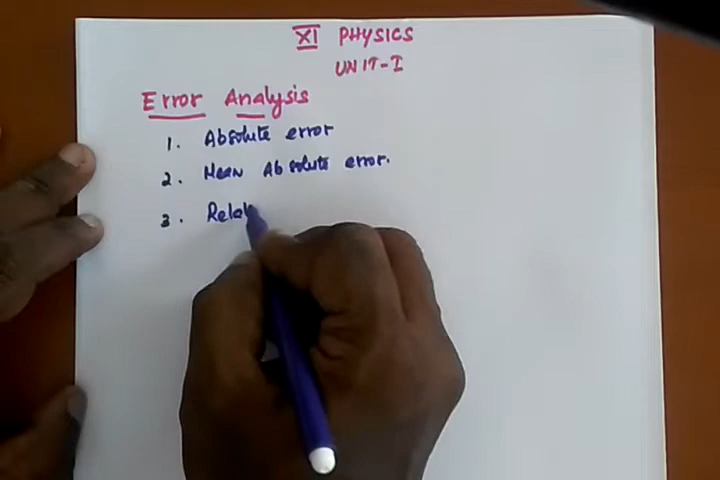 XI PHYSICS
UNIT-I
Error Analysis
1. Absolute error
2. Mean Absolute error.
3. Relat